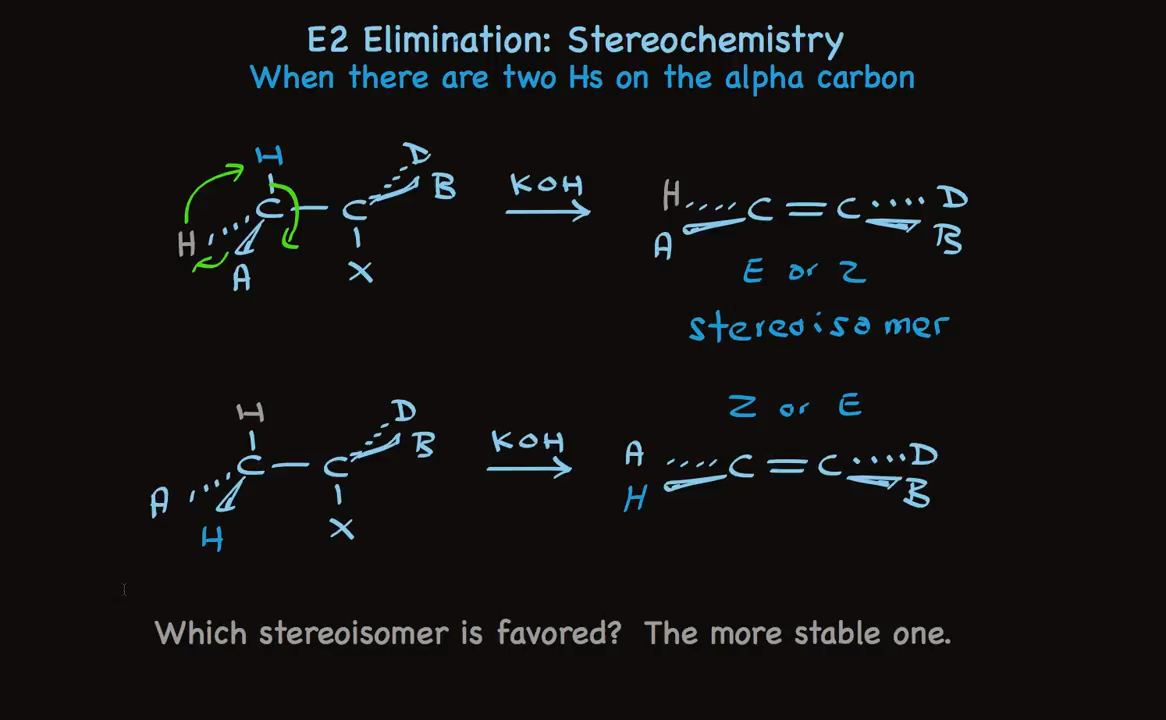 E2 Elimination: Stereochemistry
When there are two Hs on the alpha carbon
H D
C C B KOH H C = C D
H A X A B
E or Z
stereoisomer
Z or E
H D
C C B KOH A C = C D
A H X H B
Which stereoisomer is favored? The more stable one.